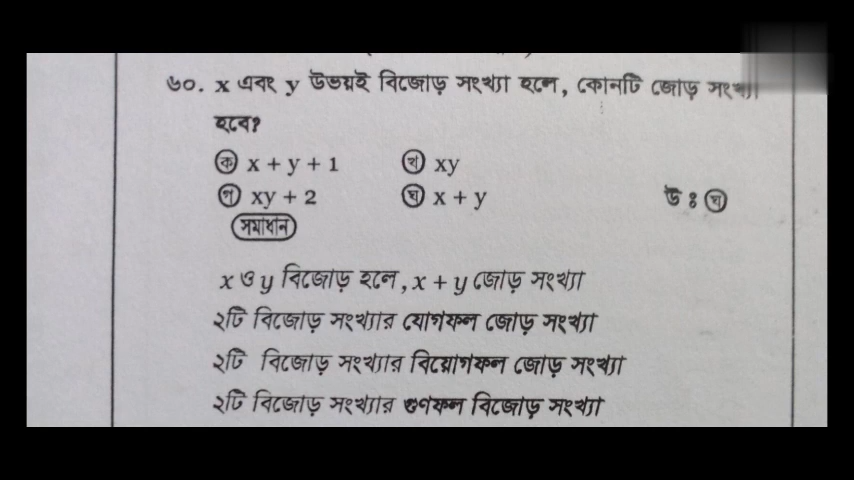 ৬০. x এবং y উভয়ই বিজোড় সংখ্যা হলে, কোনটি জোড় সংখ্যা
হবে?
ক x + y + 1 খ xy
গ xy + 2 ঘ x + y উঃ ঘ
সমাধান
x ও y বিজোড় হলে, x + y জোড় সংখ্যা
২টি বিজোড় সংখ্যার যোগফল জোড় সংখ্যা
২টি বিজোড় সংখ্যার বিয়োগফল জোড় সংখ্যা
২টি বিজোড় সংখ্যার গুণফল বিজোড় সংখ্যা